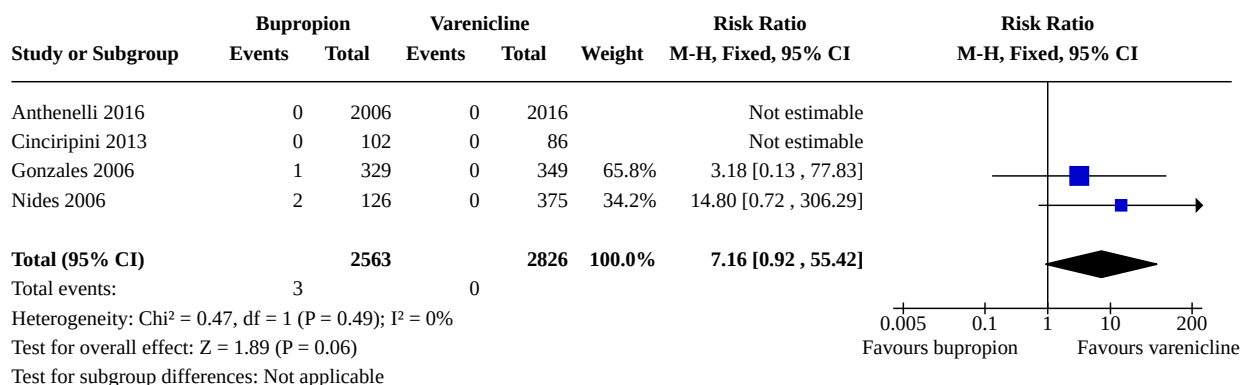 Bupropion Varenicline Risk Ratio Risk Ratio
Study or Subgroup Events Total Events Total Weight M-H, Fixed, 95% CI M-H, Fixed, 95% CI
Anthenelli 2016 0 2006 0 2016 Not estimable
Cinciripini 2013 0 102 0 86 Not estimable
Gonzales 2006 1 329 0 349 65.8% 3.18 [0.13 , 77.83]
Nides 2006 2 126 0 375 34.2% 14.80 [0.72 , 306.29]
Total (95% CI) 2563 2826 100.0% 7.16 [0.92 , 55.42]
Total events: 3 0
Heterogeneity: Chi² = 0.47, df = 1 (P = 0.49); I² = 0%
0.005 0.1 1 10 200
Test for overall effect: Z = 1.89 (P = 0.06)
Favours bupropion Favours varenicline
Test for subgroup differences: Not applicable